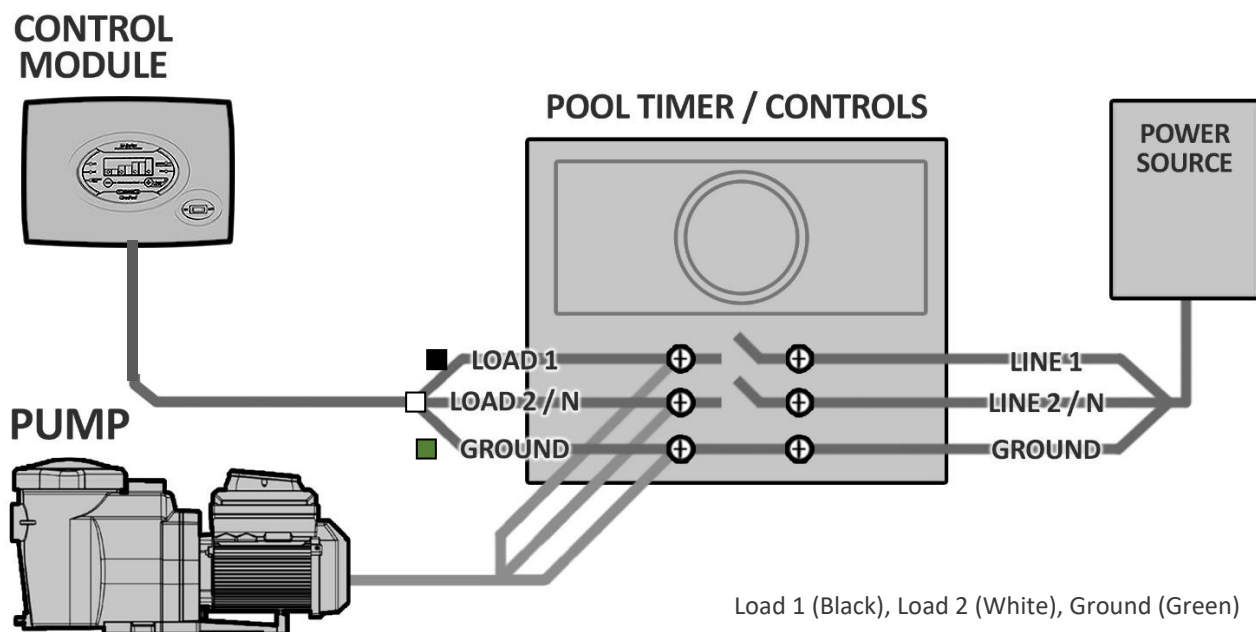 CONTROL
MODULE
POOL TIMER / CONTROLS
POWER
SOURCE
LOAD 1
LINE 1
LOAD 2 / N
LINE 2 / N
GROUND
GROUND
PUMP
Load 1 (Black), Load 2 (White), Ground (Green)